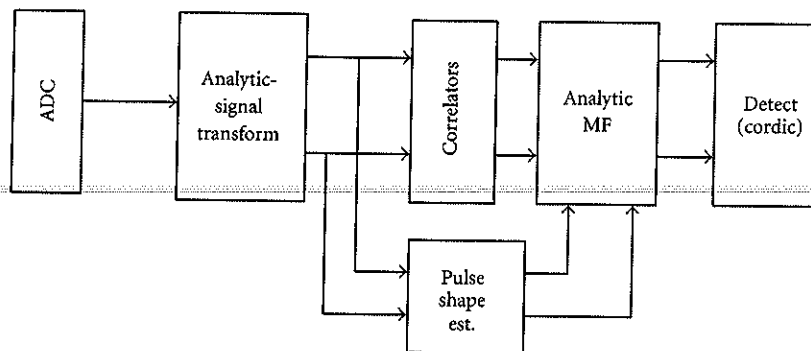 ADC
Analytic-
signal
transform
Correlators
Analytic
MF
Detect
(cordic)
Pulse
shape
est.